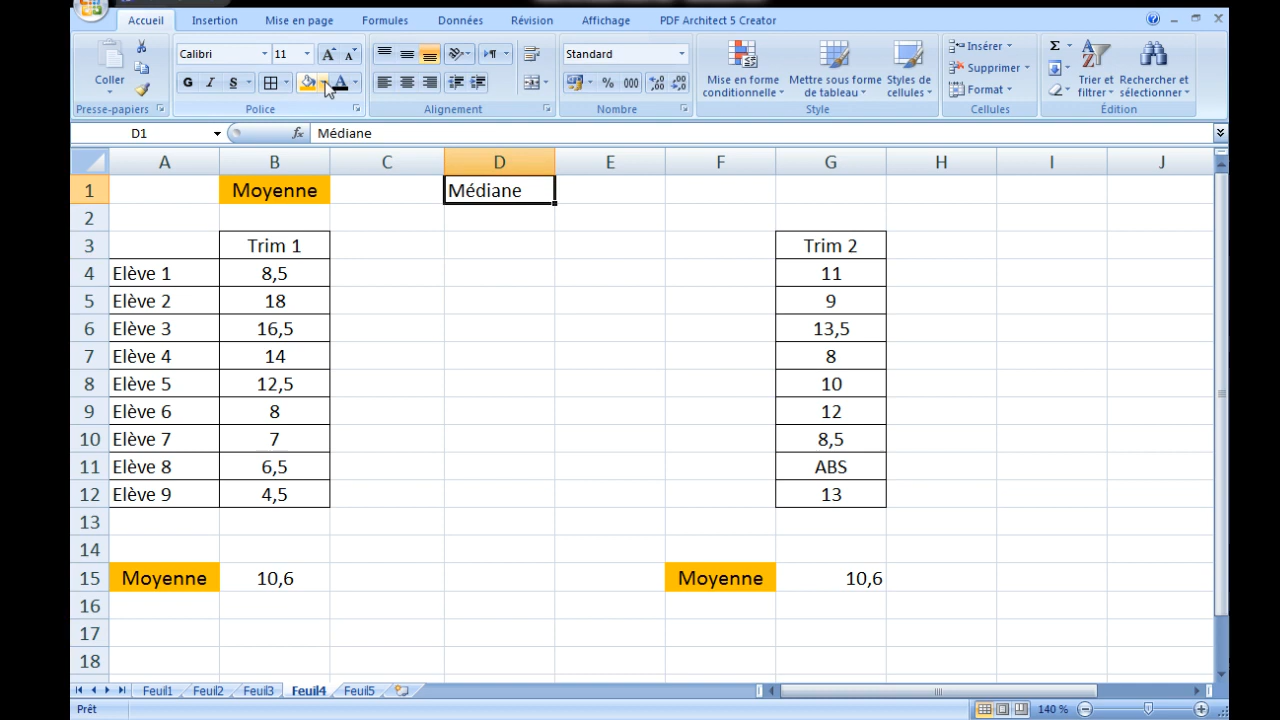 Accueil Insertion Mise en page Formules Données Révision Affichage PDF Architect 5 Creator
Coller
Presse-papiers
Calibri 11
G I S A
Police
Alignement
Standard
% 000
Nombre
Mise en forme conditionnelle
Mettre sous forme de tableau
Styles de cellules
Style
Insérer
Supprimer
Format
Cellules
Σ
Trier et filtrer
Rechercher et sélectionner
Édition
D1 fx Médiane
A B C D E F G H I J
1 Moyenne Médiane
2
3 Trim 1 Trim 2
4 Elève 1 8,5 11
5 Elève 2 18 9
6 Elève 3 16,5 13,5
7 Elève 4 14 8
8 Elève 5 12,5 10
9 Elève 6 8 12
10 Elève 7 7 8,5
11 Elève 8 6,5 ABS
12 Elève 9 4,5 13
13
14
15 Moyenne 10,6 Moyenne 10,6
16
17
18
Feuil1 Feuil2 Feuil3 Feuil4 Feuil5
Prêt 140 %